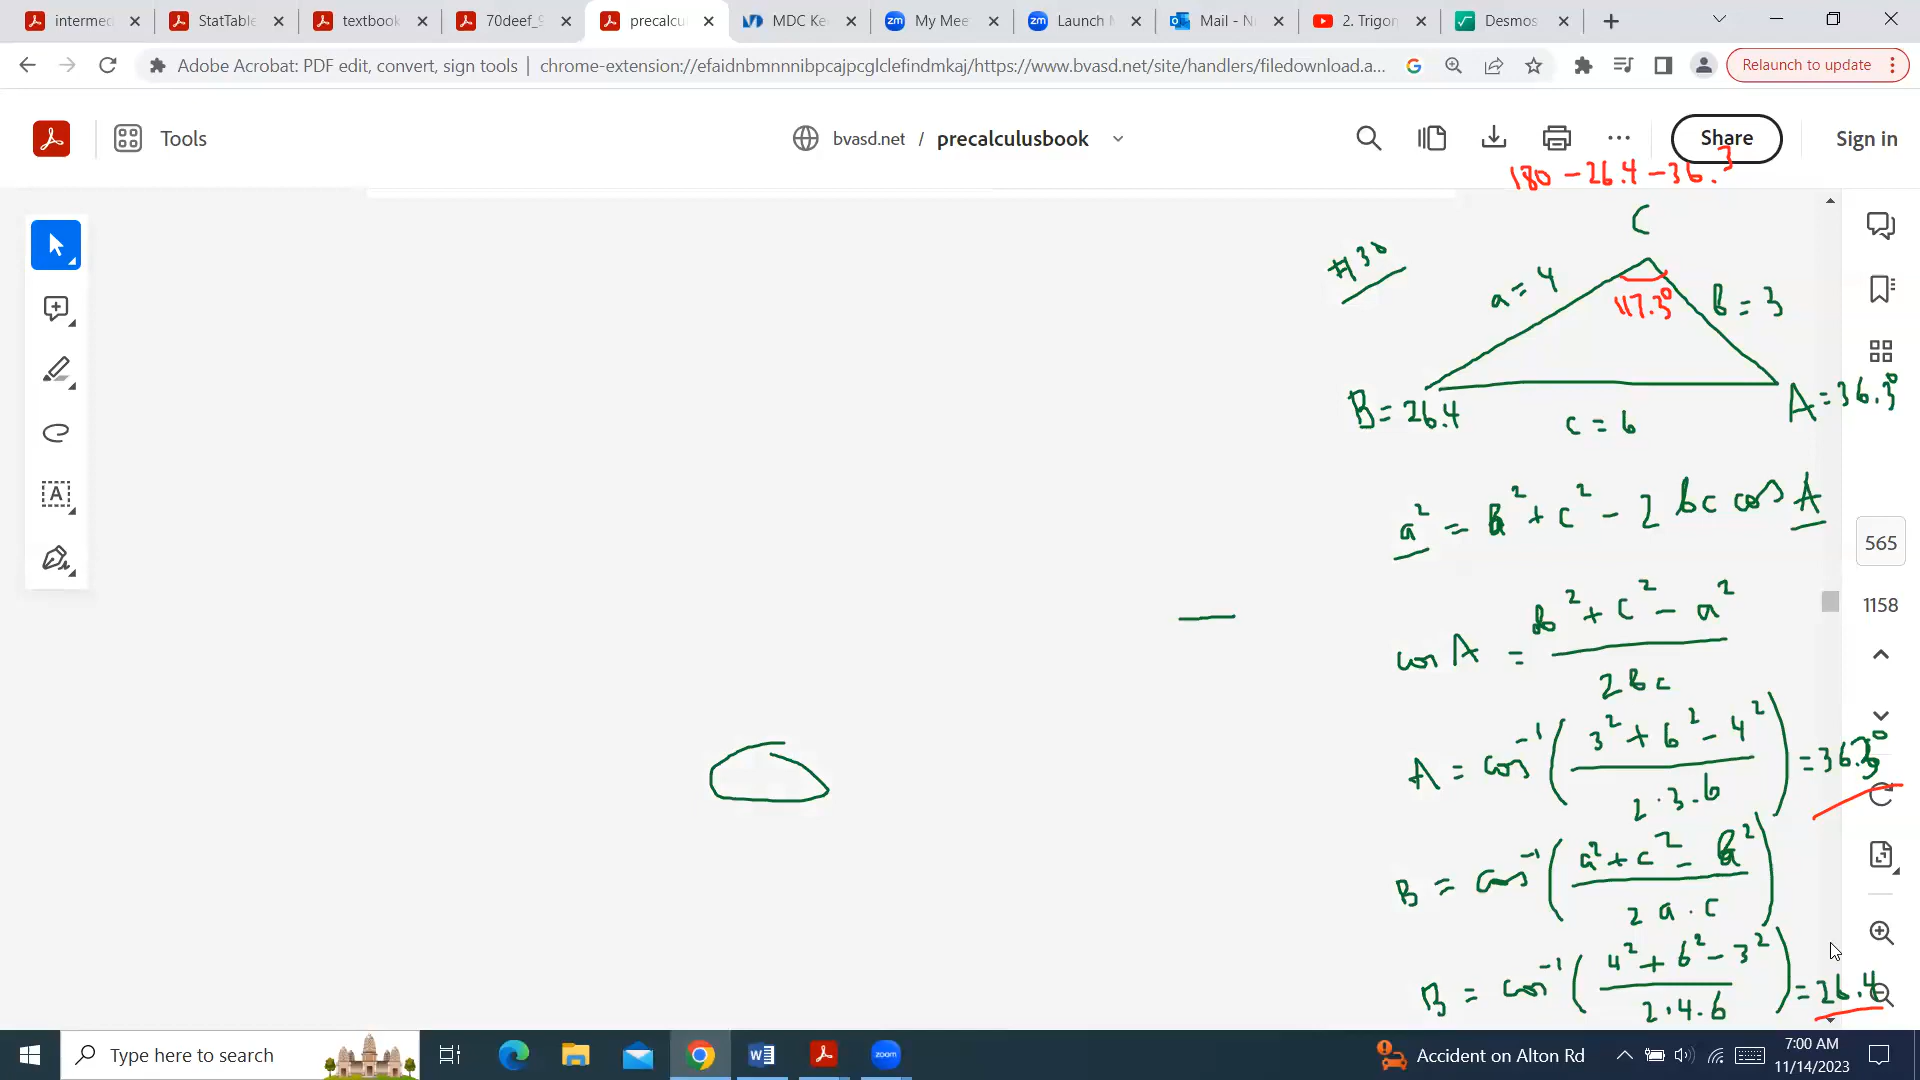 intermed
StatTable
textbook
70deef_9
precalcu
MDC Ke
My Mee
Launch M
Mail - Ni
2. Trigon
Desmos
Adobe Acrobat: PDF edit, convert, sign tools | chrome-extension://efaidnbmnnnibpcajpcglclefindmkaj/https://www.bvasd.net/site/handlers/filedownload.a...
Relaunch to update
Tools
bvasd.net / precalculusbook
Share
Sign in
180 - 26.4 - 36.3
C
#30
a = 4
117.3°
b = 3
B = 26.4
A = 36.3°
c = 6
a² = b² + c² - 2 bc cos A
565
1158
cos A = b² + c² - a² / 2bc
A = cos⁻¹ ( 3² + 6² - 4² / 2·3·6 ) = 36.3°
B = cos⁻¹ ( a² + c² - b² / 2a·c )
B = cos⁻¹ ( 4² + 6² - 3² / 2·4·6 ) = 26.4
Type here to search
Accident on Alton Rd
7:00 AM
11/14/2023